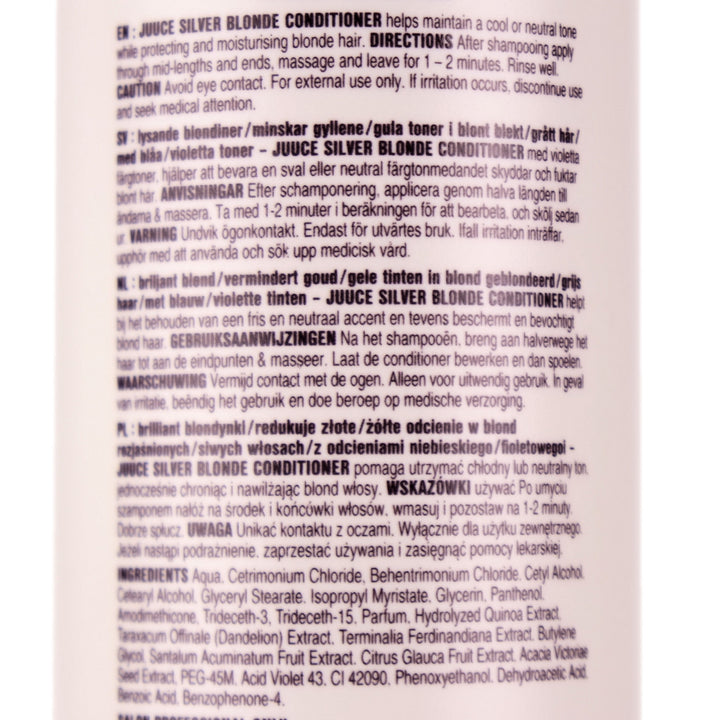 EN : JUUCE SILVER BLONDE CONDITIONER helps maintain a cool or neutral tone
while protecting and moisturising blonde hair. DIRECTIONS After shampooing apply
through mid-lengths and ends, massage and leave for 1 – 2 minutes. Rinse well.
CAUTION Avoid eye contact. For external use only. If irritation occurs, discontinue use
and seek medical attention.
SV : lysande blondiner/minskar gyllene/gula toner i blont blekt/grått hår/
med blåa/violetta toner – JUUCE SILVER BLONDE CONDITIONER med violetta
färgtoner, hjälper att bevara en sval eller neutral färgtonmedandet skyddar och fuktar
blont hår. ANVISNINGAR Efter schamponering, applicera genom halva längden till
ändarna & massera. Ta med 1-2 minuter i beräkningen för att bearbeta, och skölj sedan
ur. VARNING Undvik ögonkontakt. Endast för utvärtes bruk. Ifall irritation inträffar,
upphör med att använda och sök upp medicisk vård.
NL : briljant blond/vermindert goud/gele tinten in blond geblondeerd/grijs
haar/met blauw/violette tinten – JUUCE SILVER BLONDE CONDITIONER helpt
bij het behouden van een fris en neutraal accent en tevens beschermt en bevochtigt
blond haar. GEBRUIKSAANWIJZINGEN Na het shampooën, breng aan halverwege het
haar tot aan de eindpunten & masseer. Laat de conditioner bewerken en dan spoelen.
WAARSCHUWING Vermijd contact met de ogen. Alleen voor uitwendig gebruik. In geval
van irritatie, beëndig het gebruik en doe beroep op medische verzorging.
PL : brilliant blondynki/redukuje złote/żółte odcienie w blond
rozjaśnionych/siwych włosach/z odcieniami niebieskiego/fioletowegoi -
JUUCE SILVER BLONDE CONDITIONER pomaga utrzymać chłodny lub neutralny ton,
jednocześnie chroniąc i nawilżając blond włosy. WSKAZÓWKI używać Po umyciu
szamponem nałóż na środek i końcówki włosów, wmasuj i pozostaw na 1-2 minuty.
Dobrze spłucz. UWAGA Unikać kontaktu z oczami. Wyłącznie dla użytku zewnętrznego.
Jeżeli nastąpi podrażnienie, zaprzestać używania i zasięgnąć pomocy lekarskiej.
INGREDIENTS Aqua, Cetrimonium Chloride, Behentrimonium Chloride, Cetyl Alcohol,
Cetearyl Alcohol, Glyceryl Stearate, Isopropyl Myristate, Glycerin, Panthenol,
Amodimethicone, Trideceth-3, Trideceth-15, Parfum, Hydrolyzed Quinoa Extract,
Taraxacum Offinale (Dandelion) Extract, Terminalia Ferdinandiana Extract, Butylene
Glycol, Santalum Acuminatum Fruit Extract, Citrus Glauca Fruit Extract, Acacia Victoriae
Seed Extract, PEG-45M, Acid Violet 43, CI 42090, Phenoxyethanol, Dehydroacetic Acid,
Benzoic Acid, Benzophenone-4.